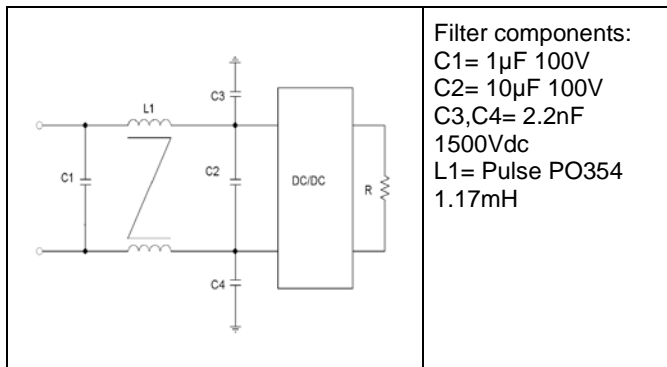 C3
L1
C1
C2
DC/DC
R
C4
Filter components:
C1= 1µF 100V
C2= 10µF 100V
C3,C4= 2.2nF
1500Vdc
L1= Pulse PO354
1.17mH